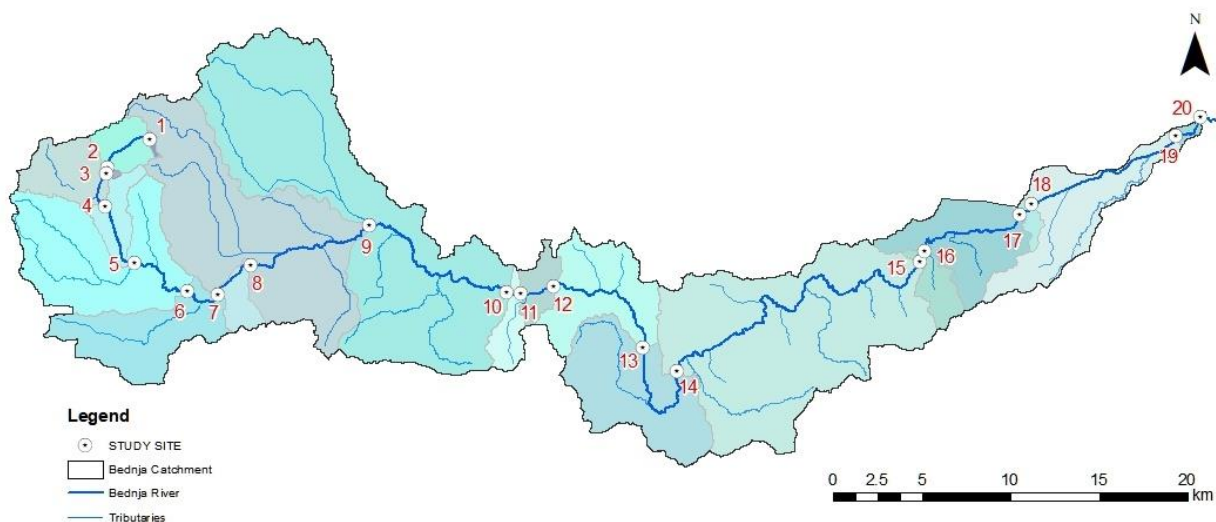 N
20
1
19
2
3
18
4
17
9
16
5
15
8
10
11
12
6
7
13
14
Legend
STUDY SITE
Bednja Catchment
Bednja River
Tributaries
0 2.5 5 10 15 20
km